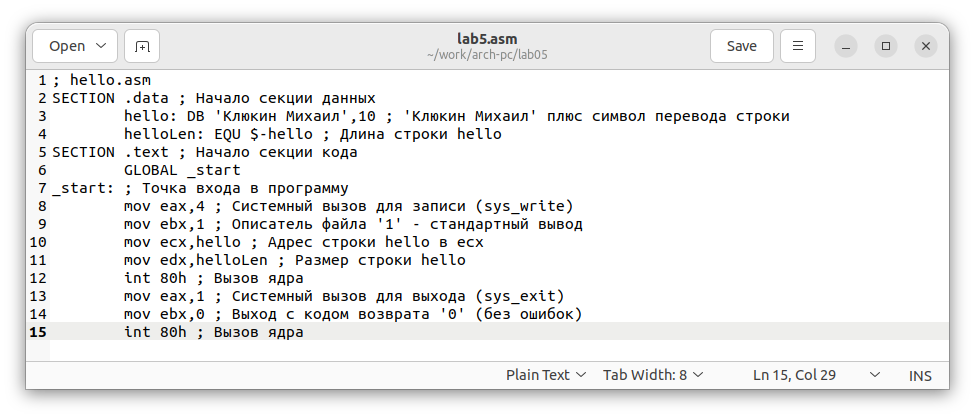 Open
lab5.asm
~/work/arch-pc/lab05
Save
1 ; hello.asm
2 SECTION .data ; Начало секции данных
3 hello: DB 'Клюкин Михаил',10 ; 'Клюкин Михаил' плюс символ перевода строки
4 helloLen: EQU $-hello ; Длина строки hello
5 SECTION .text ; Начало секции кода
6 GLOBAL _start
7 _start: ; Точка входа в программу
8 mov eax,4 ; Системный вызов для записи (sys_write)
9 mov ebx,1 ; Описатель файла '1' - стандартный вывод
10 mov ecx,hello ; Адрес строки hello в ecx
11 mov edx,helloLen ; Размер строки hello
12 int 80h ; Вызов ядра
13 mov eax,1 ; Системный вызов для выхода (sys_exit)
14 mov ebx,0 ; Выход с кодом возврата '0' (без ошибок)
15 int 80h ; Вызов ядра
Plain Text Tab Width: 8 Ln 15, Col 29 INS